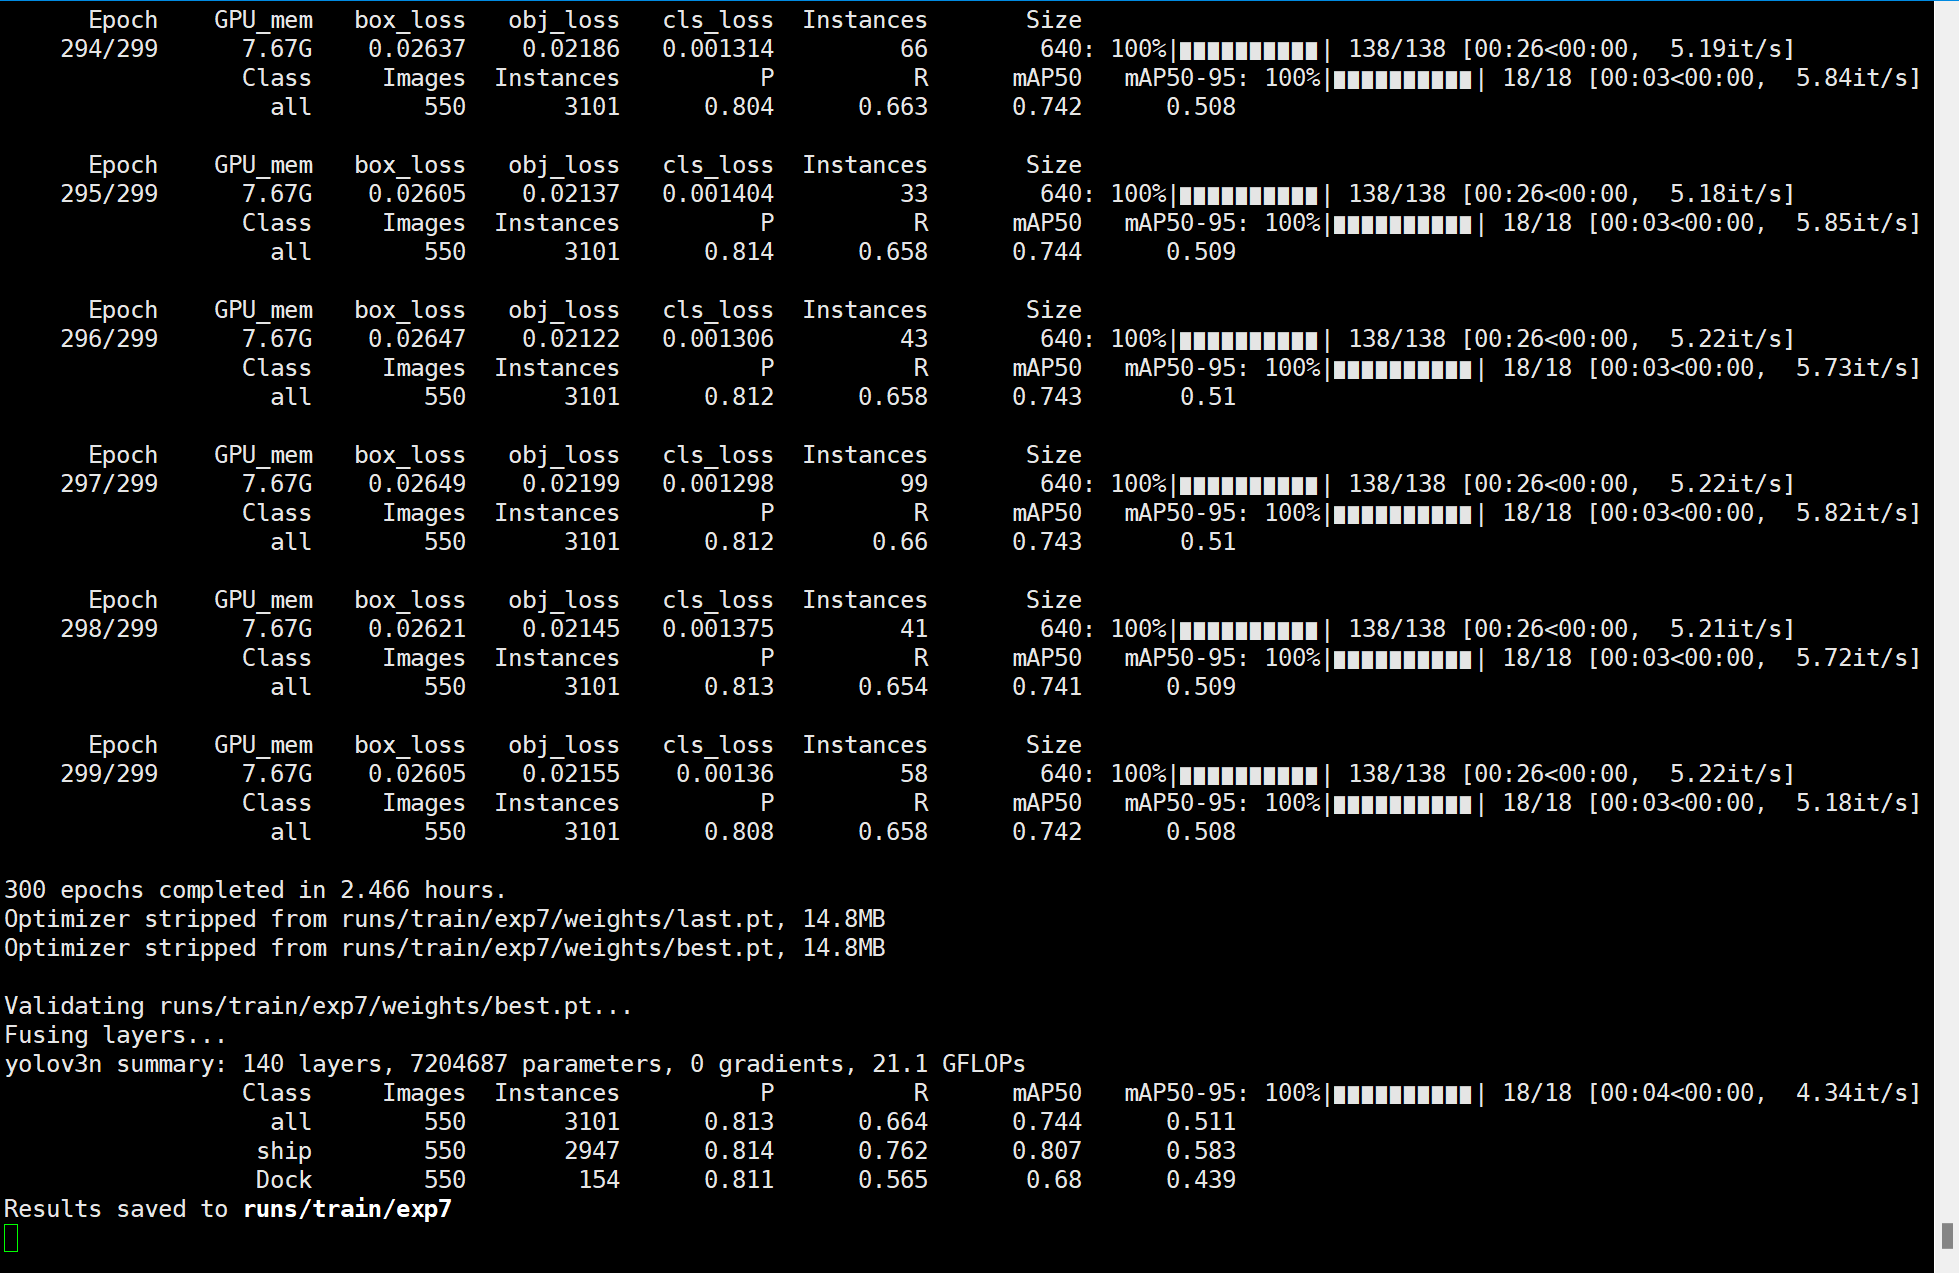 Epoch GPU_mem box_loss obj_loss cls_loss Instances Size
294/299 7.67G 0.02637 0.02186 0.001314 66 640: 100%|██████████| 138/138 [00:26<00:00, 5.19it/s]
Class Images Instances P R mAP50 mAP50-95: 100%|██████████| 18/18 [00:03<00:00, 5.84it/s]
all 550 3101 0.804 0.663 0.742 0.508
Epoch GPU_mem box_loss obj_loss cls_loss Instances Size
295/299 7.67G 0.02605 0.02137 0.001404 33 640: 100%|██████████| 138/138 [00:26<00:00, 5.18it/s]
Class Images Instances P R mAP50 mAP50-95: 100%|██████████| 18/18 [00:03<00:00, 5.85it/s]
all 550 3101 0.814 0.658 0.744 0.509
Epoch GPU_mem box_loss obj_loss cls_loss Instances Size
296/299 7.67G 0.02647 0.02122 0.001306 43 640: 100%|██████████| 138/138 [00:26<00:00, 5.22it/s]
Class Images Instances P R mAP50 mAP50-95: 100%|██████████| 18/18 [00:03<00:00, 5.73it/s]
all 550 3101 0.812 0.658 0.743 0.51
Epoch GPU_mem box_loss obj_loss cls_loss Instances Size
297/299 7.67G 0.02649 0.02199 0.001298 99 640: 100%|██████████| 138/138 [00:26<00:00, 5.22it/s]
Class Images Instances P R mAP50 mAP50-95: 100%|██████████| 18/18 [00:03<00:00, 5.82it/s]
all 550 3101 0.812 0.66 0.743 0.51
Epoch GPU_mem box_loss obj_loss cls_loss Instances Size
298/299 7.67G 0.02621 0.02145 0.001375 41 640: 100%|██████████| 138/138 [00:26<00:00, 5.21it/s]
Class Images Instances P R mAP50 mAP50-95: 100%|██████████| 18/18 [00:03<00:00, 5.72it/s]
all 550 3101 0.813 0.654 0.741 0.509
Epoch GPU_mem box_loss obj_loss cls_loss Instances Size
299/299 7.67G 0.02605 0.02155 0.00136 58 640: 100%|██████████| 138/138 [00:26<00:00, 5.22it/s]
Class Images Instances P R mAP50 mAP50-95: 100%|██████████| 18/18 [00:03<00:00, 5.18it/s]
all 550 3101 0.808 0.658 0.742 0.508
300 epochs completed in 2.466 hours.
Optimizer stripped from runs/train/exp7/weights/last.pt, 14.8MB
Optimizer stripped from runs/train/exp7/weights/best.pt, 14.8MB
Validating runs/train/exp7/weights/best.pt...
Fusing layers...
yolov3n summary: 140 layers, 7204687 parameters, 0 gradients, 21.1 GFLOPs
Class Images Instances P R mAP50 mAP50-95: 100%|██████████| 18/18 [00:04<00:00, 4.34it/s]
all 550 3101 0.813 0.664 0.744 0.511
ship 550 2947 0.814 0.762 0.807 0.583
Dock 550 154 0.811 0.565 0.68 0.439
Results saved to runs/train/exp7